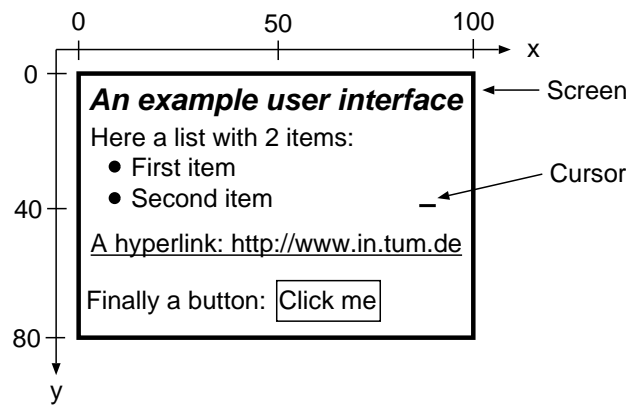 0 50 100
x
0
An example user interface
Screen
Here a list with 2 items:
● First item
Cursor
● Second item
40
A hyperlink: http://www.in.tum.de
Finally a button: Click me
80
y